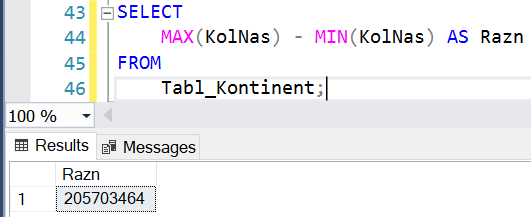 43 SELECT
44 MAX(KolNas) - MIN(KolNas) AS Razn
45 FROM
46 Tabl_Kontinent;
100 %
Results Messages
Razn
1 205703464